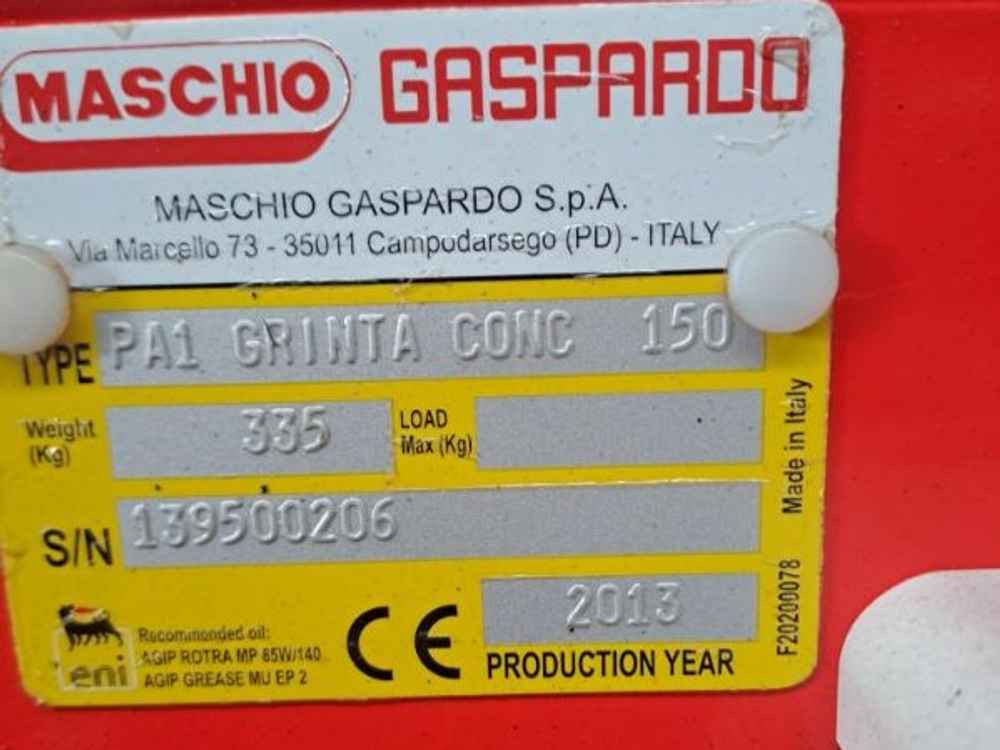 MASCHIO GASPARDO
MASCHIO GASPARDO S.p.A.
Via Marcello 73 - 35011 Campodarsego (PD) - ITALY
TYPE PA1 GRINTA CONC 150
Weight (Kg) 335 LOAD Max (Kg)
S/N 139500206
2013
PRODUCTION YEAR
CE
eni
Recommonded oil:
AGIP ROTRA MP 85W/140
AGIP GREASE MU EP 2
Made in Italy
F20200078